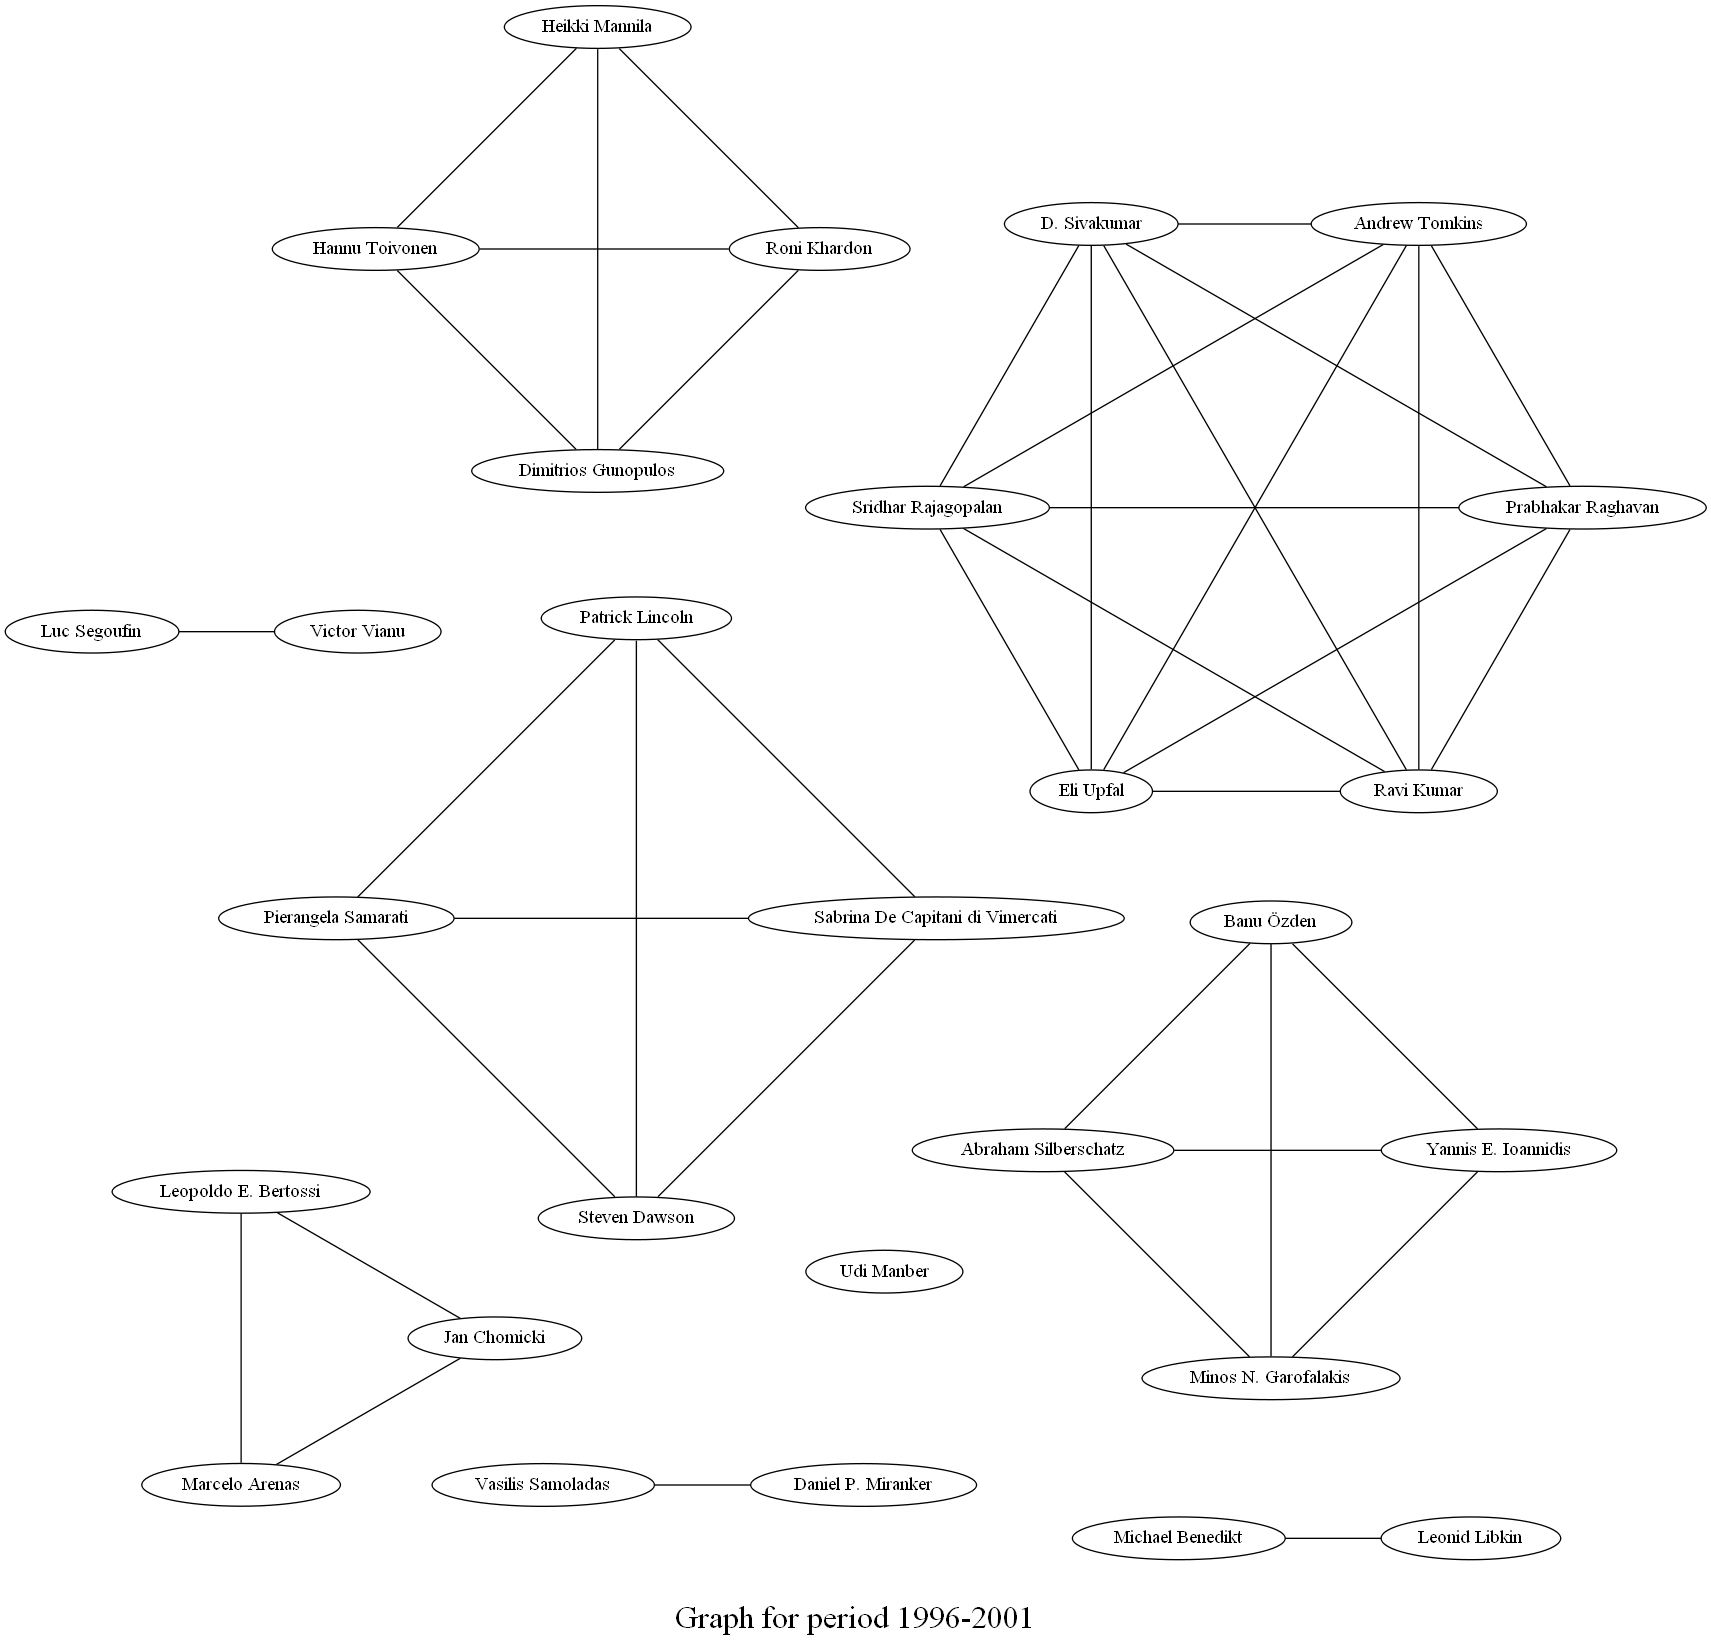 Heikki Mannila
D. Sivakumar
Andrew Tomkins
Hannu Toivonen
Roni Khardon
Dimitrios Gunopulos
Sridhar Rajagopalan
Prabhakar Raghavan
Patrick Lincoln
Luc Segoufin
Victor Vianu
Eli Upfal
Ravi Kumar
Pierangela Samarati
Sabrina De Capitani di Vimercati
Banu Özden
Abraham Silberschatz
Yannis E. Ioannidis
Leopoldo E. Bertossi
Steven Dawson
Udi Manber
Jan Chomicki
Minos N. Garofalakis
Marcelo Arenas
Vasilis Samoladas
Daniel P. Miranker
Michael Benedikt
Leonid Libkin
Graph for period 1996-2001